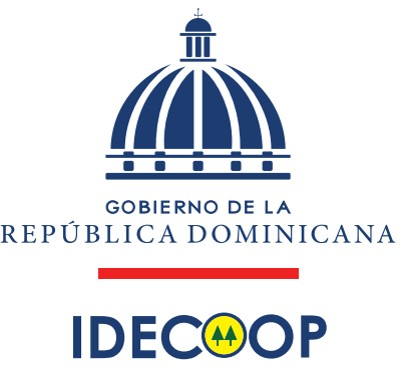 GOBIERNO DE LA
REPÚBLICA DOMINICANA
IDECOOP